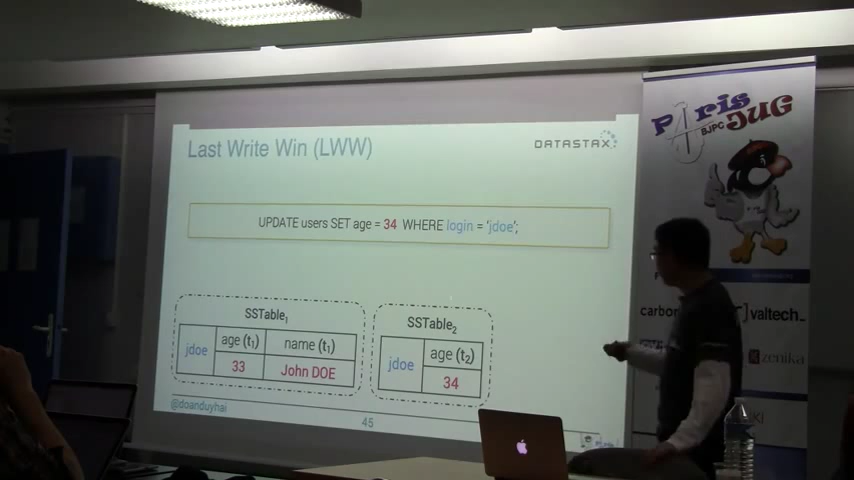 Last Write Win (LWW)
DATASTAX
UPDATE users SET age = 34 WHERE login = 'jdoe';
SSTable₁
jdoe
age (t₁)
name (t₁)
33
John DOE
SSTable₂
jdoe
age (t₂)
34
@doanduyhai
45
Paris
BJPC
JUG
carbon
valtech_
zenika